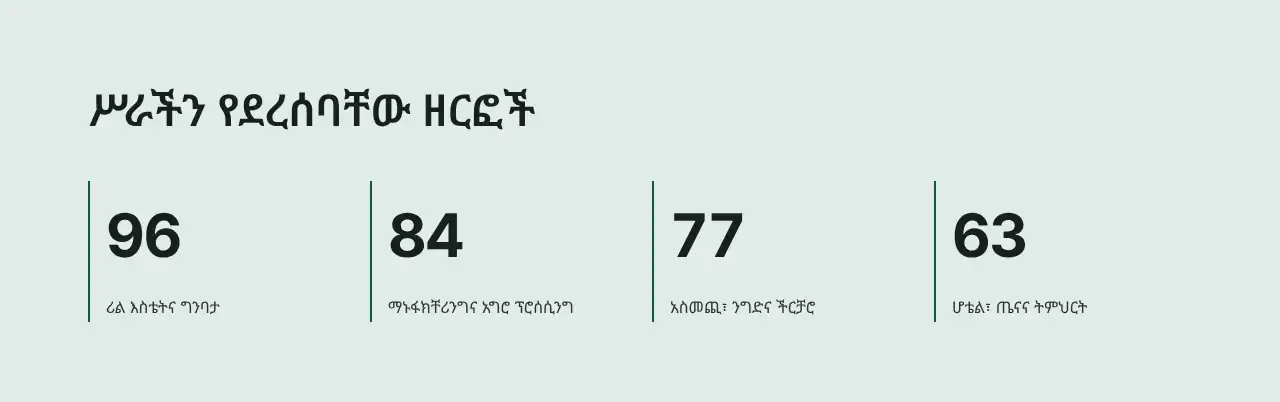 ሥራችን የደረሰባቸው ዘርፎች
96
84
77
63
ሪል እስቴትና ግንባታ
ማኑፋክቸሪንግና አግሮ ፕሮሰሲንግ
አስመጪ፣ ንግድና ችርቻሮ
ሆቴል፣ ጤናና ትምህርት